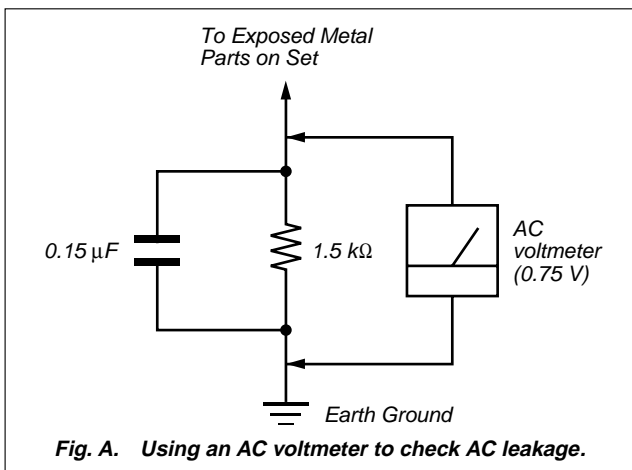 To Exposed Metal
Parts on Set
0.15 μF
1.5 kΩ
AC
voltmeter
(0.75 V)
Earth Ground
Fig. A. Using an AC voltmeter to check AC leakage.